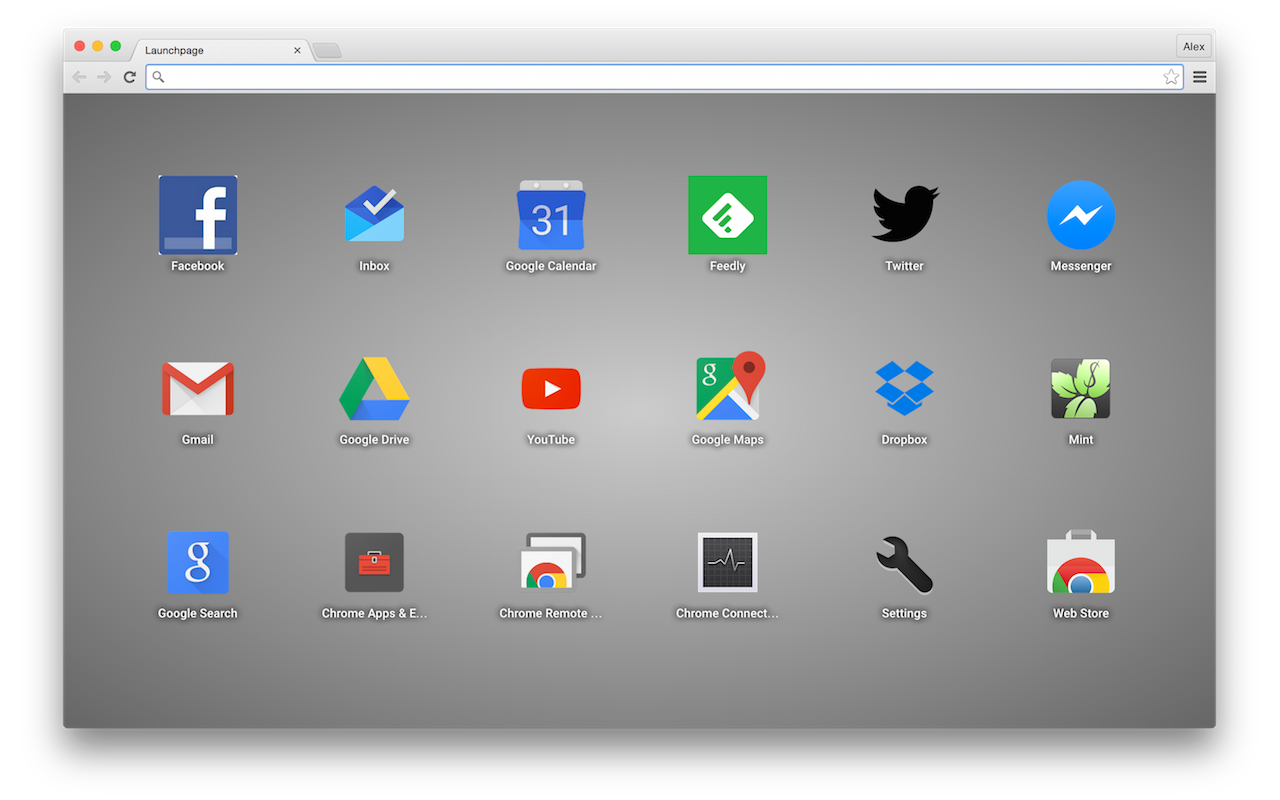 Launchpage
Alex
31
Facebook
Inbox
Google Calendar
Feedly
Twitter
Messenger
Gmail
Google Drive
YouTube
Google Maps
Dropbox
Mint
Google Search
Chrome Apps & E...
Chrome Remote ...
Chrome Connect...
Settings
Web Store